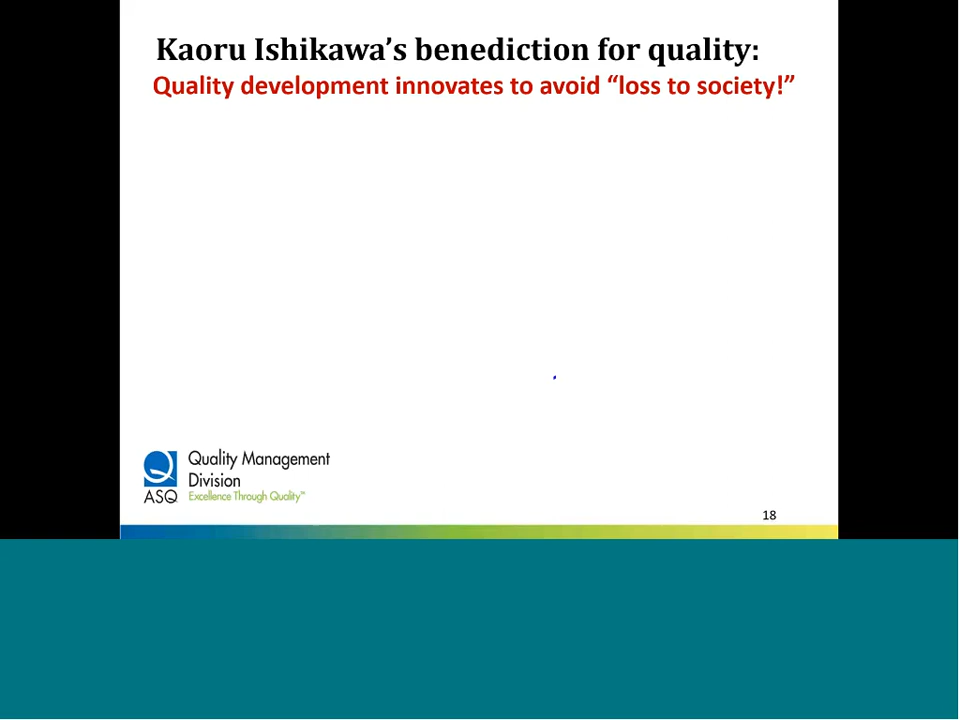 Kaoru Ishikawa’s benediction for quality:
Quality development innovates to avoid “loss to society!”
Quality Management
Division
ASQ Excellence Through Quality™
18